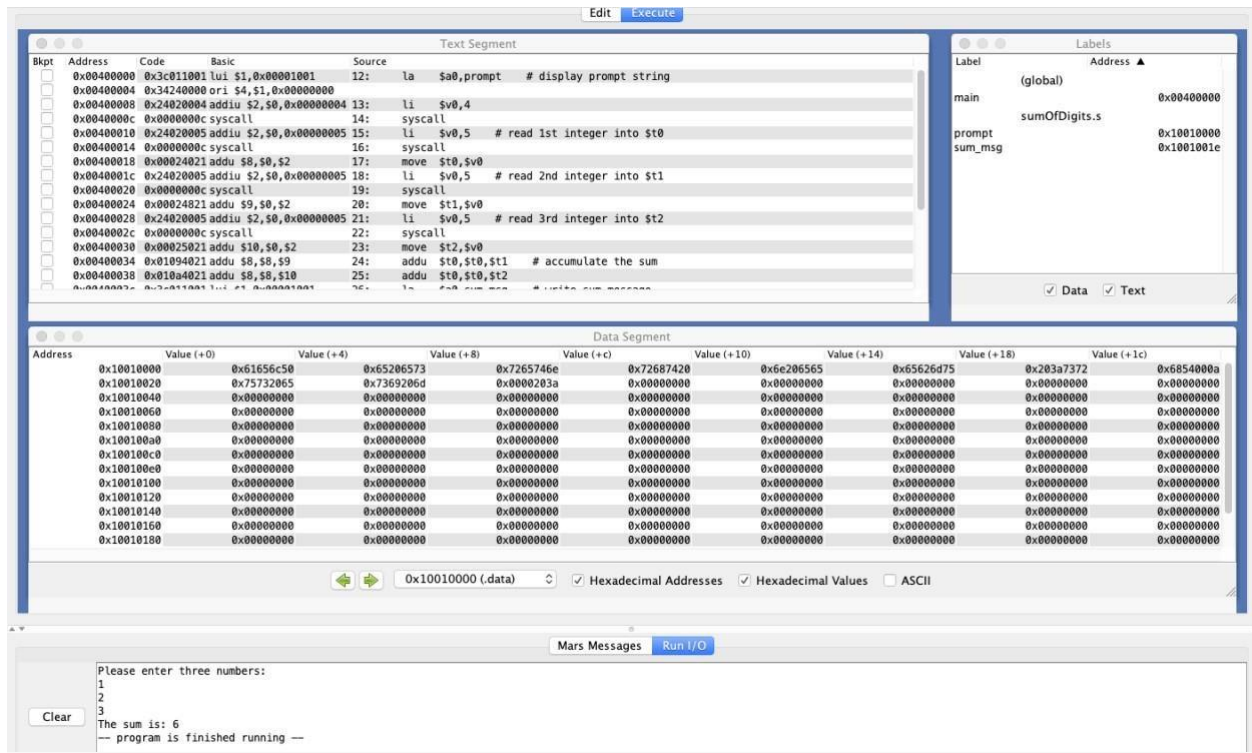 Edit Execute
Text Segment
Bkpt Address Code Basic Source
0x00400000 0x3c011001 lui $1,0x00001001 12: la $a0,prompt # display prompt string
0x00400004 0x34240000 ori $4,$1,0x00000000
0x00400008 0x24020004 addiu $2,$0,0x00000004 13: li $v0,4
0x0040000c 0x0000000c syscall 14: syscall
0x00400010 0x24020005 addiu $2,$0,0x00000005 15: li $v0,5 # read 1st integer into $t0
0x00400014 0x0000000c syscall 16: syscall
0x00400018 0x00024021 addu $8,$0,$2 17: move $t0,$v0
0x0040001c 0x24020005 addiu $2,$0,0x00000005 18: li $v0,5 # read 2nd integer into $t1
0x00400020 0x0000000c syscall 19: syscall
0x00400024 0x00024821 addu $9,$0,$2 20: move $t1,$v0
0x00400028 0x24020005 addiu $2,$0,0x00000005 21: li $v0,5 # read 3rd integer into $t2
0x0040002c 0x0000000c syscall 22: syscall
0x00400030 0x00025021 addu $10,$0,$2 23: move $t2,$v0
0x00400034 0x01094021 addu $8,$8,$9 24: addu $t0,$t0,$t1 # accumulate the sum
0x00400038 0x010a4021 addu $8,$8,$10 25: addu $t0,$t0,$t2
Labels
Label Address ▲
(global)
main 0x00400000
sumOfDigits.s
prompt 0x10010000
sum_msg 0x1001001e
Data Text
Data Segment
Address Value (+0) Value (+4) Value (+8) Value (+c) Value (+10) Value (+14) Value (+18) Value (+1c)
0x10010000 0x61656c50 0x65206573 0x7265746e 0x72687420 0x6e206565 0x65626d75 0x203a7372 0x6854000a
0x10010020 0x75732065 0x7369206d 0x0000203a 0x00000000 0x00000000 0x00000000 0x00000000 0x00000000
0x10010040 0x00000000 0x00000000 0x00000000 0x00000000 0x00000000 0x00000000 0x00000000 0x00000000
0x10010060 0x00000000 0x00000000 0x00000000 0x00000000 0x00000000 0x00000000 0x00000000 0x00000000
0x10010080 0x00000000 0x00000000 0x00000000 0x00000000 0x00000000 0x00000000 0x00000000 0x00000000
0x100100a0 0x00000000 0x00000000 0x00000000 0x00000000 0x00000000 0x00000000 0x00000000 0x00000000
0x100100c0 0x00000000 0x00000000 0x00000000 0x00000000 0x00000000 0x00000000 0x00000000 0x00000000
0x100100e0 0x00000000 0x00000000 0x00000000 0x00000000 0x00000000 0x00000000 0x00000000 0x00000000
0x10010100 0x00000000 0x00000000 0x00000000 0x00000000 0x00000000 0x00000000 0x00000000 0x00000000
0x10010120 0x00000000 0x00000000 0x00000000 0x00000000 0x00000000 0x00000000 0x00000000 0x00000000
0x10010140 0x00000000 0x00000000 0x00000000 0x00000000 0x00000000 0x00000000 0x00000000 0x00000000
0x10010160 0x00000000 0x00000000 0x00000000 0x00000000 0x00000000 0x00000000 0x00000000 0x00000000
0x10010180 0x00000000 0x00000000 0x00000000 0x00000000 0x00000000 0x00000000 0x00000000 0x00000000
0x10010000 (.data) Hexadecimal Addresses Hexadecimal Values ASCII
Mars Messages Run I/O
Clear
Please enter three numbers:
1
2
3
The sum is: 6
-- program is finished running --